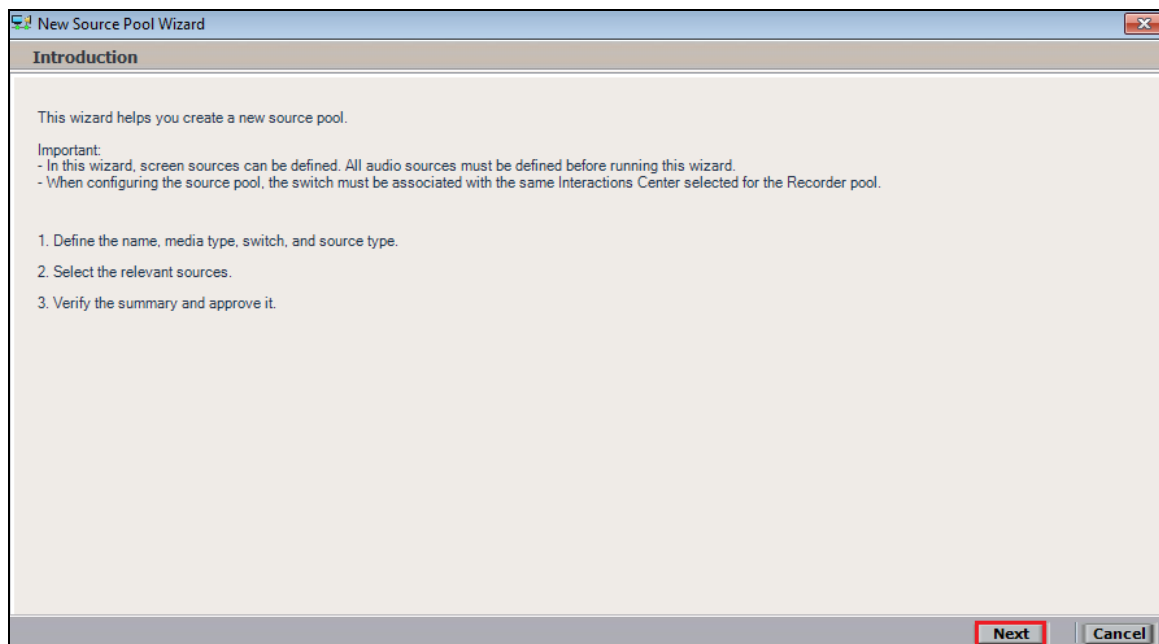 New Source Pool Wizard
Introduction
This wizard helps you create a new source pool.
Important:
- In this wizard, screen sources can be defined. All audio sources must be defined before running this wizard.
- When configuring the source pool, the switch must be associated with the same Interactions Center selected for the Recorder pool.
1. Define the name, media type, switch, and source type.
2. Select the relevant sources.
3. Verify the summary and approve it.
Next
Cancel